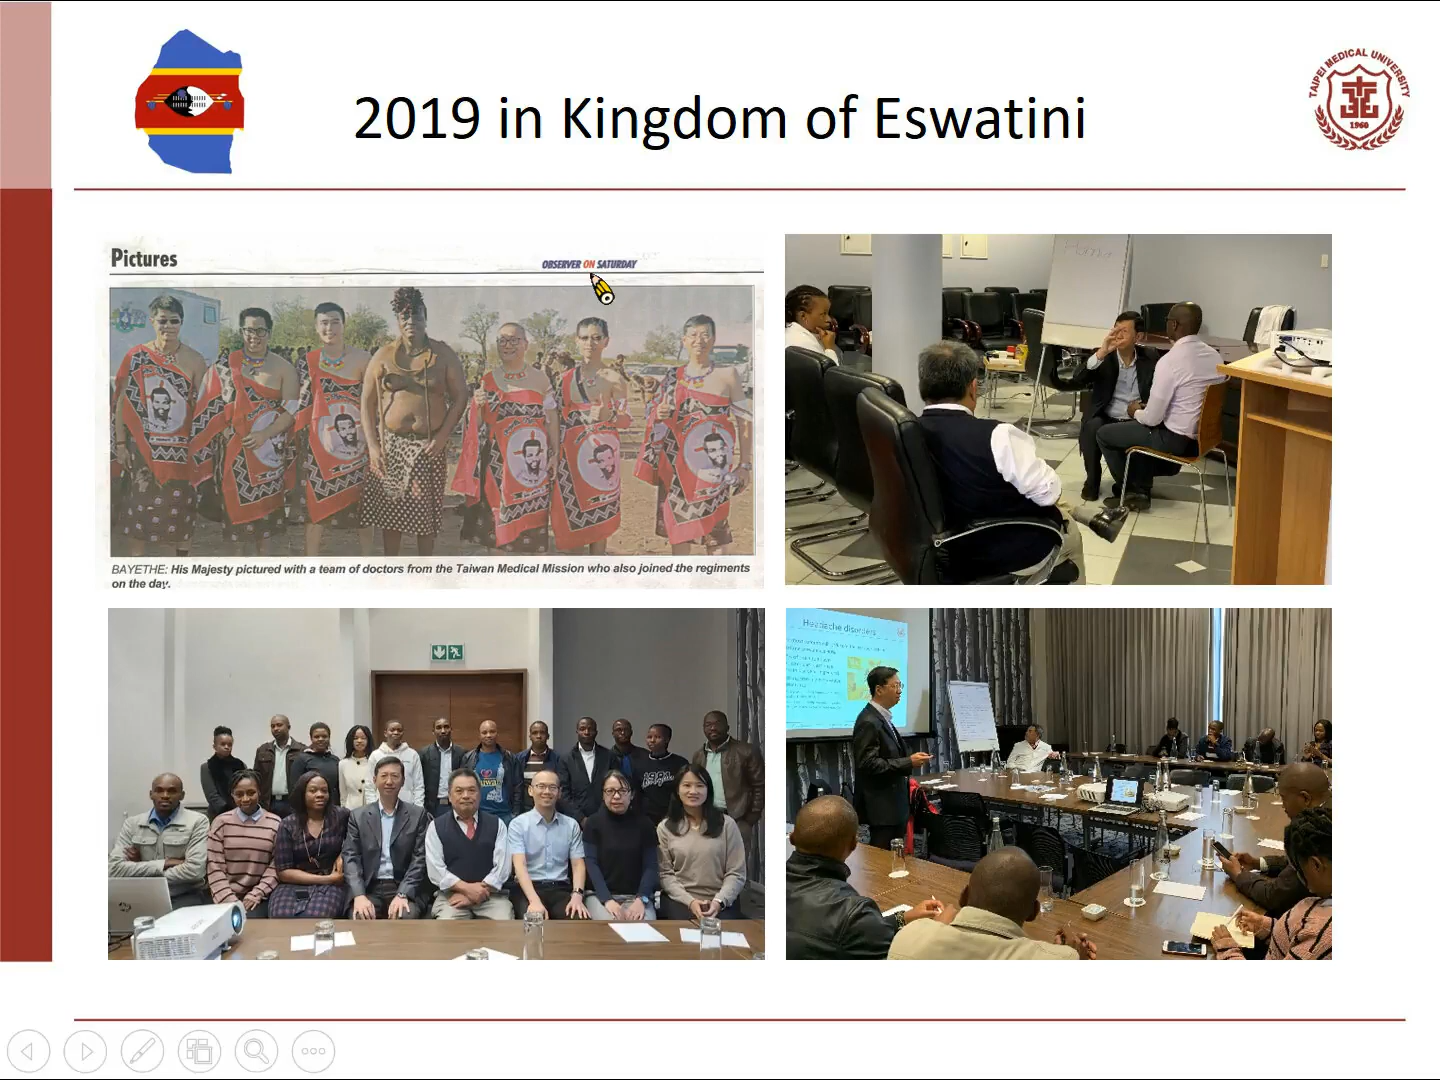 2019 in Kingdom of Eswatini
TAIPEI MEDICAL UNIVERSITY
1960
Pictures
OBSERVER ON SATURDAY
BAYETHE: His Majesty pictured with a team of doctors from the Taiwan Medical Mission who also joined the regiments
on the day.
Headache disorders